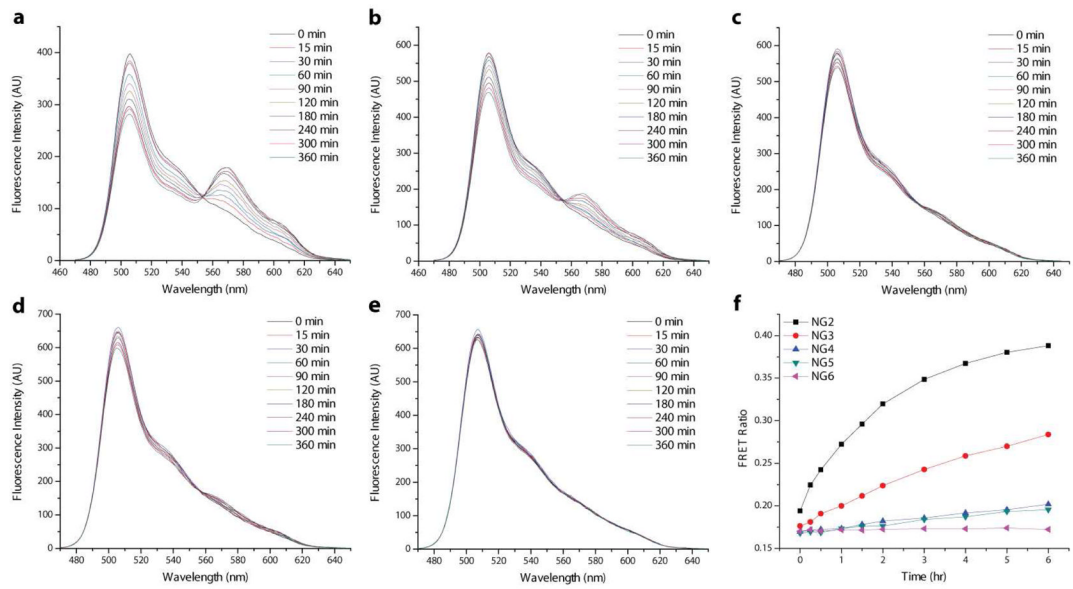 a
Fluorescence Intensity (AU)
400
300
200
100
0
460 480 500 520 540 560 580 600 620 640
Wavelength (nm)
0 min
15 min
30 min
60 min
90 min
120 min
180 min
240 min
300 min
360 min
b
Fluorescence Intensity (AU)
600
500
400
300
200
100
0
460 480 500 520 540 560 580 600 620 640
Wavelength (nm)
0 min
15 min
30 min
60 min
90 min
120 min
180 min
240 min
300 min
360 min
c
Fluorescence Intensity (AU)
600
500
400
300
200
100
0
480 500 520 540 560 580 600 620 640
Wavelength (nm)
0 min
15 min
30 min
60 min
90 min
120 min
180 min
240 min
300 min
360 min
d
Fluorescence Intensity (AU)
700
600
500
400
300
200
100
0
480 500 520 540 560 580 600 620 640
Wavelength (nm)
0 min
15 min
30 min
60 min
90 min
120 min
180 min
240 min
300 min
360 min
e
Fluorescence Intensity (AU)
700
600
500
400
300
200
100
0
480 500 520 540 560 580 600 620 640
Wavelength (nm)
0 min
15 min
30 min
60 min
90 min
120 min
180 min
240 min
300 min
360 min
f
FRET Ratio
0.40
0.35
0.30
0.25
0.20
0.15
0 1 2 3 4 5 6
Time (hr)
NG2
NG3
NG4
NG5
NG6